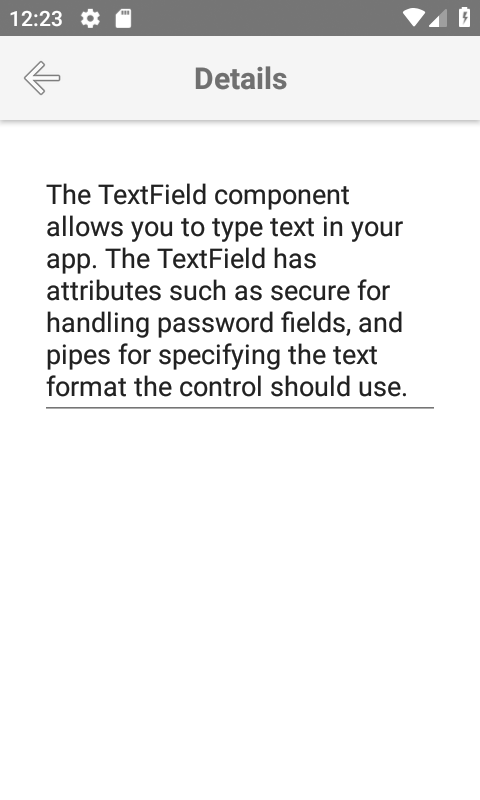 12:23
Details
The TextField component
allows you to type text in your
app. The TextField has
attributes such as secure for
handling password fields, and
pipes for specifying the text
format the control should use.